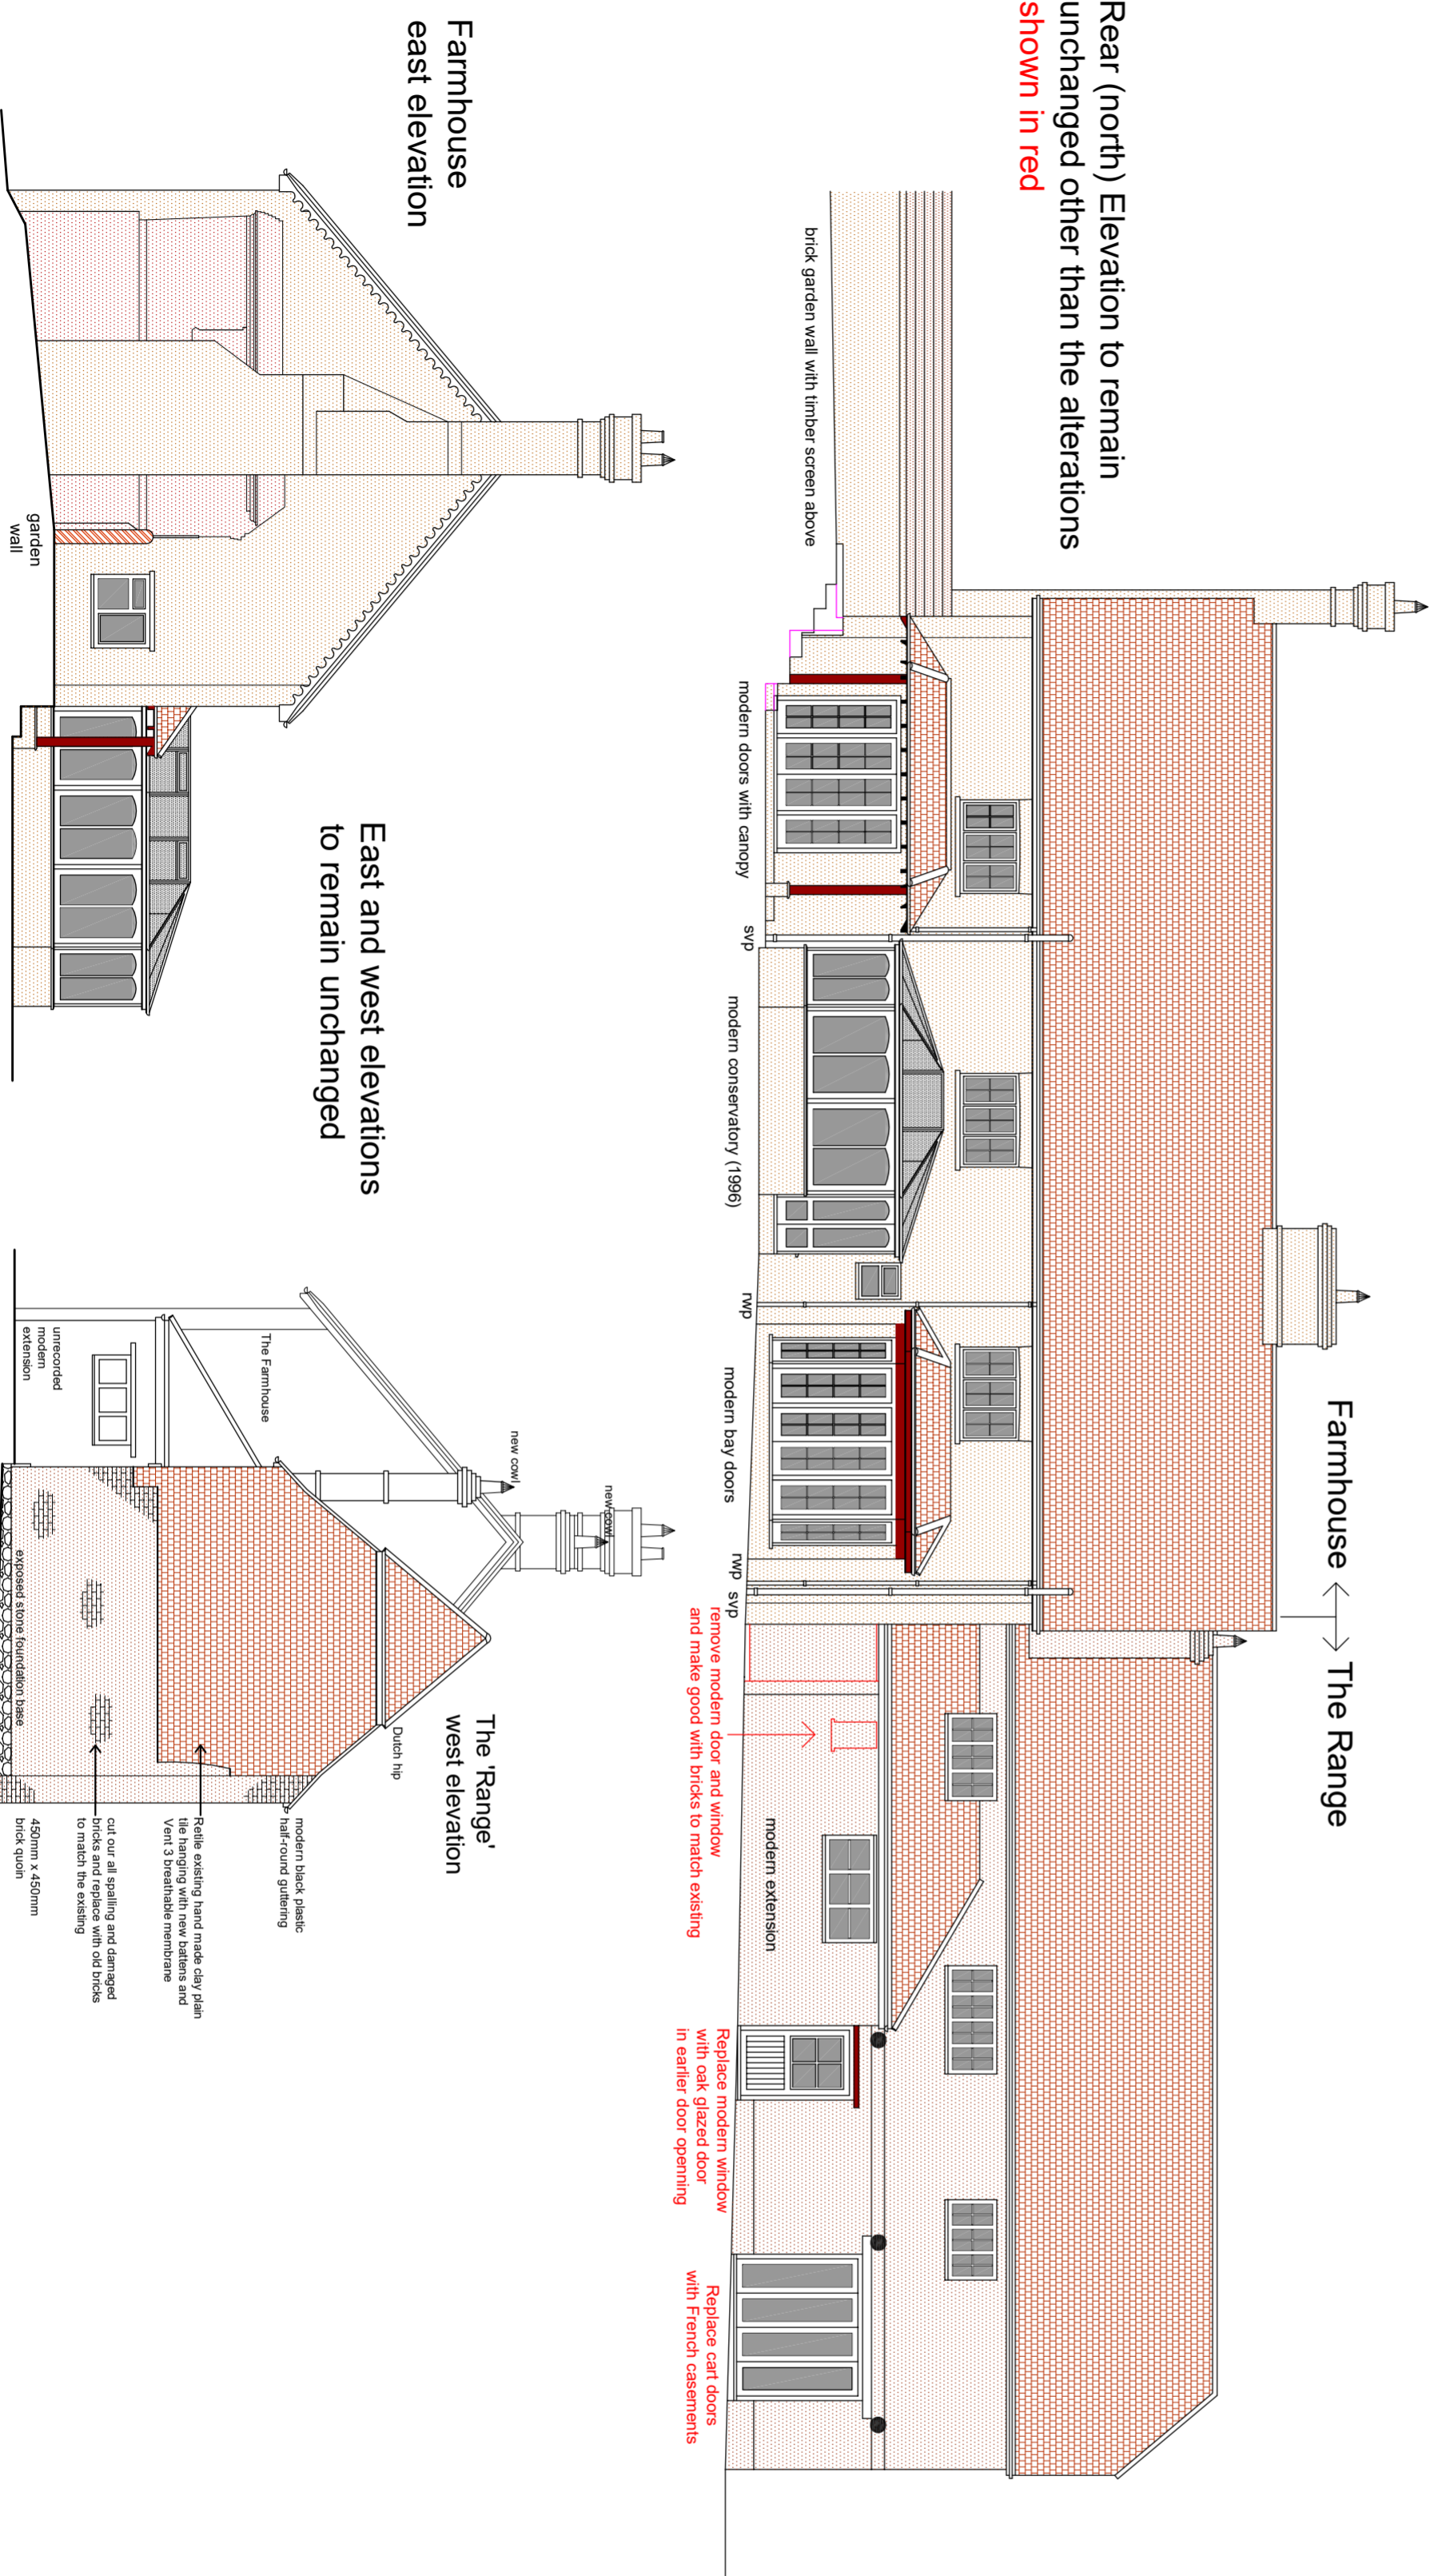 Rear (north) Elevation to remain
unchanged other than the alterations
shown in red
Farmhouse
The Range
brick garden wall with timber screen above
modern doors with canopy
svp
modern conservatory (1996)
rwp
modern bay doors
rwp
svp
remove modern door and window
and make good with bricks to match existing
modern extension
Replace modern window
with oak glazed door
in earlier door openning
Replace cart doors
with French casements
Farmhouse
east elevation
garden
wall
East and west elevations
to remain unchanged
The 'Range'
west elevation
new cowl
new cowl
The Farmhouse
unrecorded
modern
extension
exposed stone foundation base
Dutch hip
modern black plastic
half-round guttering
Retile existing hand made clay plain
tile hanging with new battens and
Vent 3 breathable membrane
cut our all spalling and damaged
bricks and replace with old bricks
to match the existing
450mm x 450mm
brick quoin